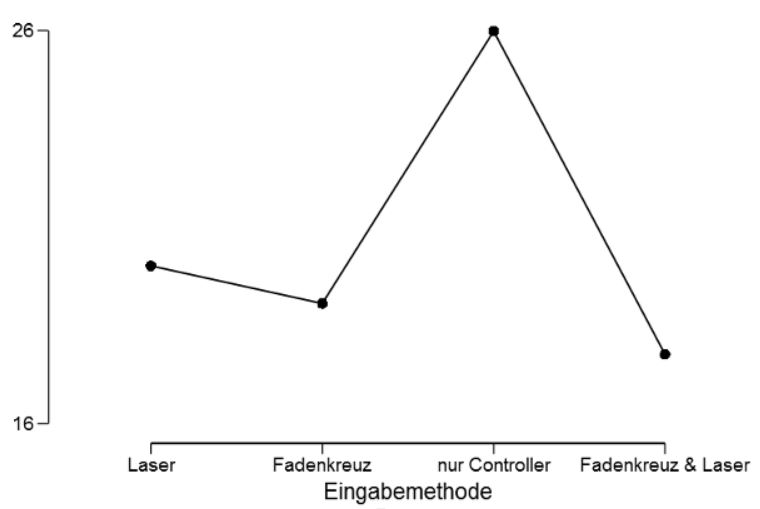 26
16
Laser
Fadenkreuz
nur Controller
Fadenkreuz & Laser
Eingabemethode